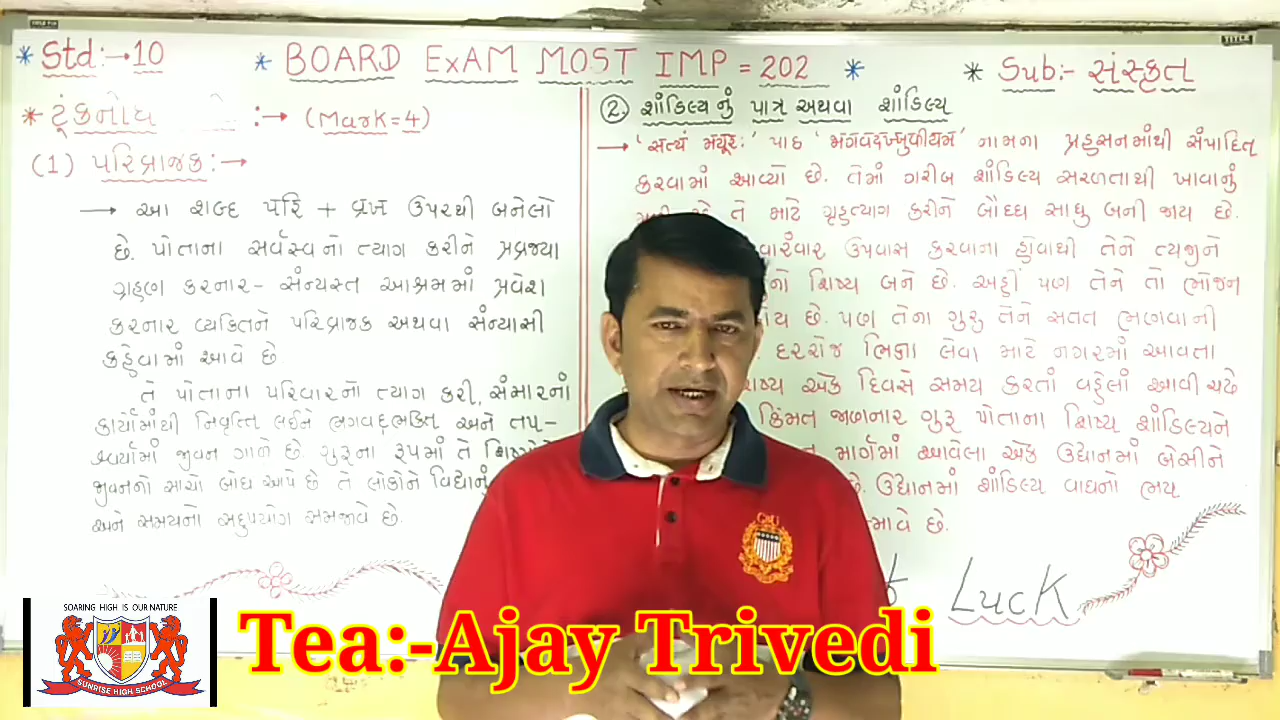 * Std:→10
* BOARD EXAM MOST IMP = 202 *
* Sub:- સંસ્કૃત
* ટૂંકનોંધ :→ (Mark=4)
(1) પરિવ્રાજક:→
→ આ શબ્દ પરિ + વ્રજ ઉપરથી બનેલો
છે. પોતાના સર્વસ્વનો ત્યાગ કરીને પ્રવ્રજ્યા
ગ્રહણ કરનાર- સંન્યસ્ત આશ્રમમાં પ્રવેશ
કરનાર વ્યકિતને પરિવ્રાજક અથવા સંન્યાસી
કહેવામાં આવે છે.
તે પોતાના પરિવારનો ત્યાગ કરી, સંસારનાં
કાર્યોમાંથી નિવૃત્તિ લઈને ભગવદ્ભકિત અને તપ-
શ્ચર્યામાં જીવન ગાળે છે. ગુરૂના રૂપમાં તે શિષ્યોને
જીવનનો સાચો બોધ આપે છે તે લોકોને વિદ્યાનું
અને સમયનો સદુપયોગ સમજાવે છે.
2. શાંડિલ્યનું પાત્ર અથવા શાંડિલ્ય
→ 'સત્યં મયૂર:' પાઠ 'ભગવદજ્જુકીયમ' નામના પ્રહસનમાંથી સંપાદિત
કરવામાં આવ્યો છે. તેમાં ગરીબ શાંડિલ્ય સરળતાથી ખાવાનું
તે માટે ગૃહત્યાગ કરીને બૌધ્ધ સાધુ બની જાય છે.
વારંવાર ઉપવાસ કરવાના હોવાથી તેને ત્યજીને
નો શિષ્ય બને છે. અહીં પણ તેને તો ભોજન
છે. પણ તેના ગુરુ તેને સતત ભણવાની
દરરોજ ભિક્ષા લેવા માટે નગરમાં આવતા
એક દિવસે સમય કરતાં વહેલાં આવી ચઢે
કિંમત જાણનાર ગુરૂ પોતાના શિષ્ય શાંડિલ્યને
માર્ગમાં આવેલા એક ઉદ્યાનમાં બેસીને
છે. ઉદ્યાનમાં શાંડિલ્ય વાઘનો ભય
છે.
Luck
SOARING HIGH IS OUR NATURE
SUNRISE HIGH SCHOOL
Tea:-Ajay Trivedi